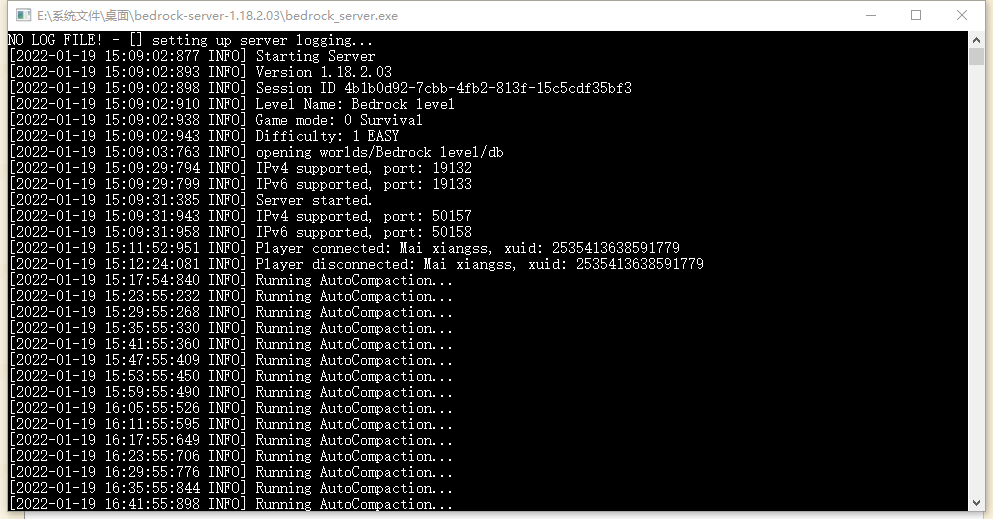 E:\系统文件\桌面\bedrock-server-1.18.2.03\bedrock_server.exe
NO LOG FILE! - [] setting up server logging...
[2022-01-19 15:09:02:877 INFO] Starting Server
[2022-01-19 15:09:02:893 INFO] Version 1.18.2.03
[2022-01-19 15:09:02:898 INFO] Session ID 4b1b0d92-7cbb-4fb2-813f-15c5cdf35bf3
[2022-01-19 15:09:02:910 INFO] Level Name: Bedrock level
[2022-01-19 15:09:02:938 INFO] Game mode: 0 Survival
[2022-01-19 15:09:02:943 INFO] Difficulty: 1 EASY
[2022-01-19 15:09:03:763 INFO] opening worlds/Bedrock level/db
[2022-01-19 15:09:29:794 INFO] IPv4 supported, port: 19132
[2022-01-19 15:09:29:799 INFO] IPv6 supported, port: 19133
[2022-01-19 15:09:31:385 INFO] Server started.
[2022-01-19 15:09:31:943 INFO] IPv4 supported, port: 50157
[2022-01-19 15:09:31:958 INFO] IPv6 supported, port: 50158
[2022-01-19 15:11:52:951 INFO] Player connected: Mai xiangss, xuid: 2535413638591779
[2022-01-19 15:12:24:081 INFO] Player disconnected: Mai xiangss, xuid: 2535413638591779
[2022-01-19 15:17:54:840 INFO] Running AutoCompaction...
[2022-01-19 15:23:55:232 INFO] Running AutoCompaction...
[2022-01-19 15:29:55:268 INFO] Running AutoCompaction...
[2022-01-19 15:35:55:330 INFO] Running AutoCompaction...
[2022-01-19 15:41:55:360 INFO] Running AutoCompaction...
[2022-01-19 15:47:55:409 INFO] Running AutoCompaction...
[2022-01-19 15:53:55:450 INFO] Running AutoCompaction...
[2022-01-19 15:59:55:490 INFO] Running AutoCompaction...
[2022-01-19 16:05:55:526 INFO] Running AutoCompaction...
[2022-01-19 16:11:55:595 INFO] Running AutoCompaction...
[2022-01-19 16:17:55:649 INFO] Running AutoCompaction...
[2022-01-19 16:23:55:706 INFO] Running AutoCompaction...
[2022-01-19 16:29:55:776 INFO] Running AutoCompaction...
[2022-01-19 16:35:55:844 INFO] Running AutoCompaction...
[2022-01-19 16:41:55:898 INFO] Running AutoCompaction...